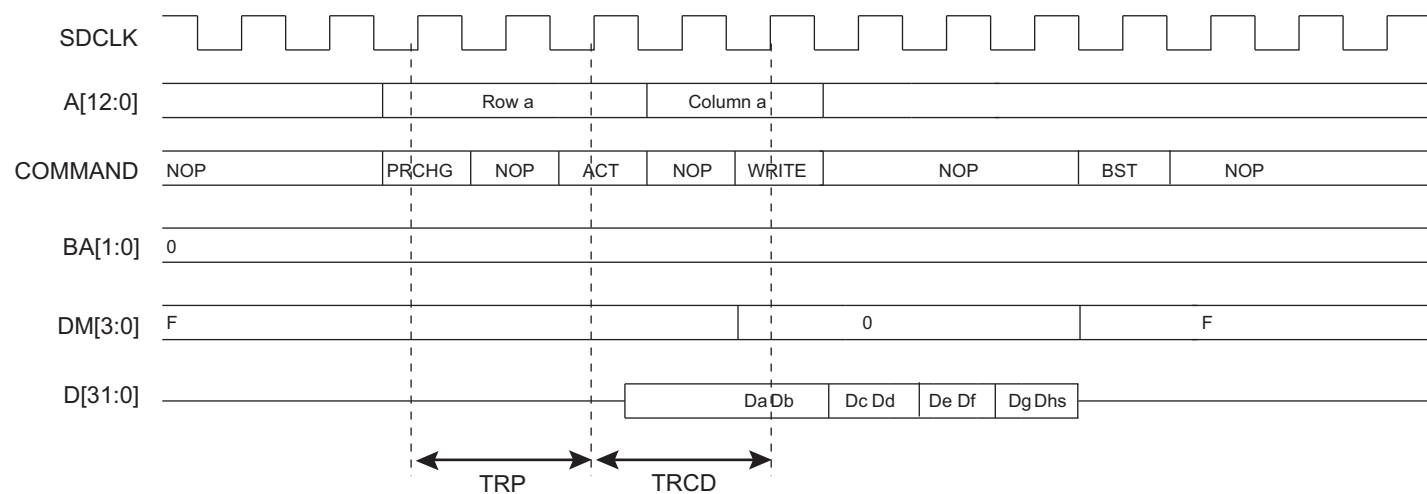 SDCLK
A[12:0] Row a Column a
COMMAND NOP PRCHG NOP ACT NOP WRITE NOP BST NOP
BA[1:0] 0
DM[3:0] F 0 F
D[31:0] Da Db Dc Dd De Df Dg Dhs
TRP TRCD